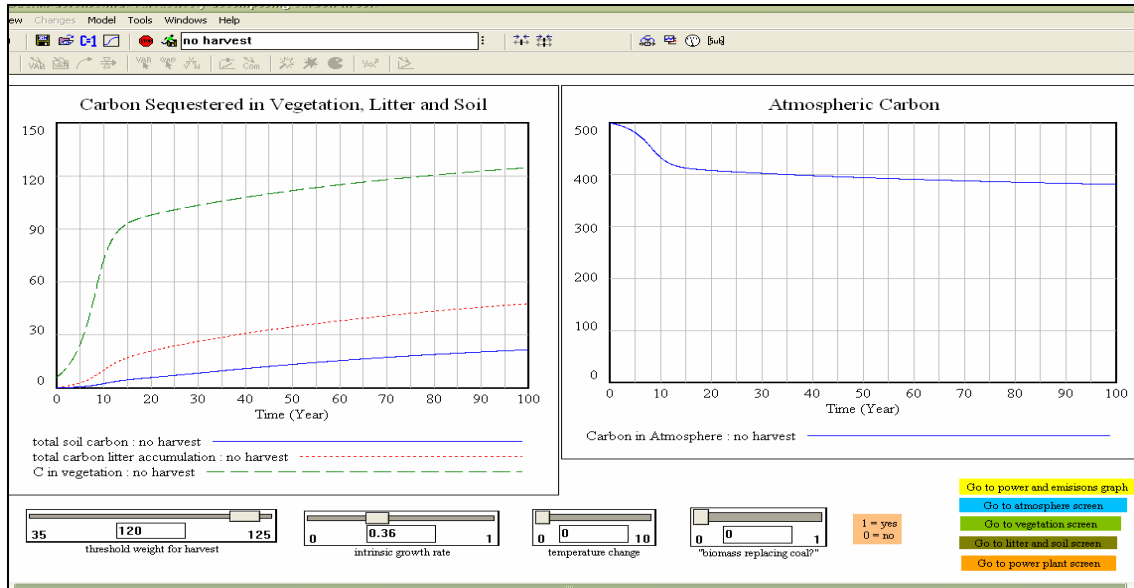 ew Changes Model Tools Windows Help
no harvest
Carbon Sequestered in Vegetation, Litter and Soil
150
120
90
60
30
0
0 10 20 30 40 50 60 70 80 90 100
Time (Year)
total soil carbon : no harvest
total carbon litter accumulation : no harvest
C in vegetation : no harvest
Atmospheric Carbon
500
400
300
200
100
0
0 10 20 30 40 50 60 70 80 90 100
Time (Year)
Carbon in Atmosphere : no harvest
35 120 125
threshold weight for harvest
0 0.36 1
intrinsic growth rate
0 0 10
temperature change
0 0 1
"biomass replacing coal?"
1 = yes
0 = no
Go to power and emisisons graph
Go to atmosphere screen
Go to vegetation screen
Go to litter and soil screen
Go to power plant screen